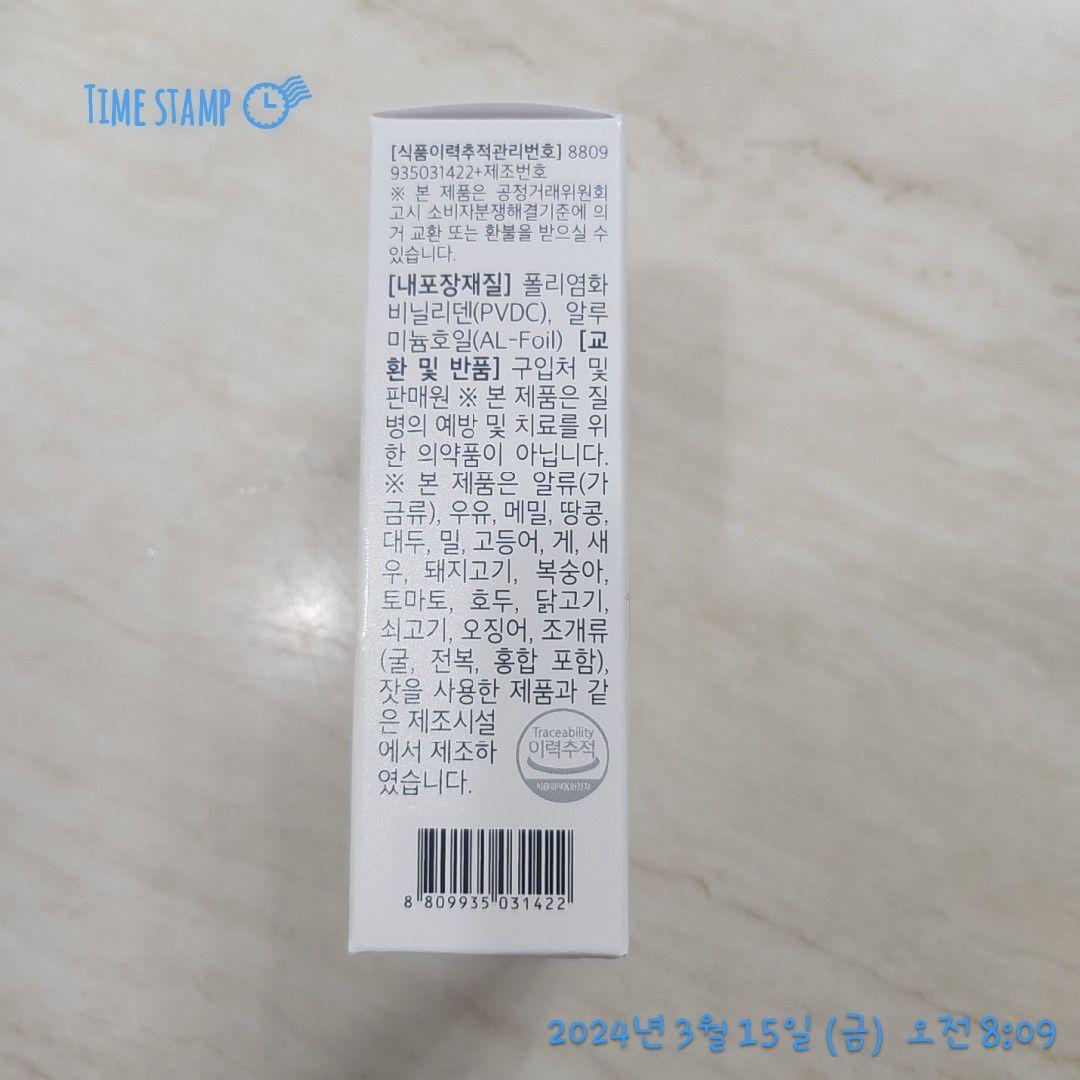 TIME STAMP
[식품이력추적관리번호] 8809
935031422+제조번호
※ 본 제품은 공정거래위원회
고시 소비자분쟁해결기준에 의
거 교환 또는 환불을 받으실 수
있습니다.
[내포장재질] 폴리염화
비닐리덴(PVDC), 알루
미늄호일(AL-Foil) [교
환 및 반품] 구입처 및
판매원 ※ 본 제품은 질
병의 예방 및 치료를 위
한 의약품이 아닙니다.
※ 본 제품은 알류(가
금류), 우유, 메밀, 땅콩,
대두, 밀, 고등어, 게, 새
우, 돼지고기, 복숭아,
토마토, 호두, 닭고기,
쇠고기, 오징어, 조개류
(굴, 전복, 홍합 포함),
잣을 사용한 제품과 같
은 제조시설
에서 제조하
였습니다.
Traceability
이력추적
식품의약품안전처
8 809935 031422
2024년 3월 15일 (금) 오전 8:09